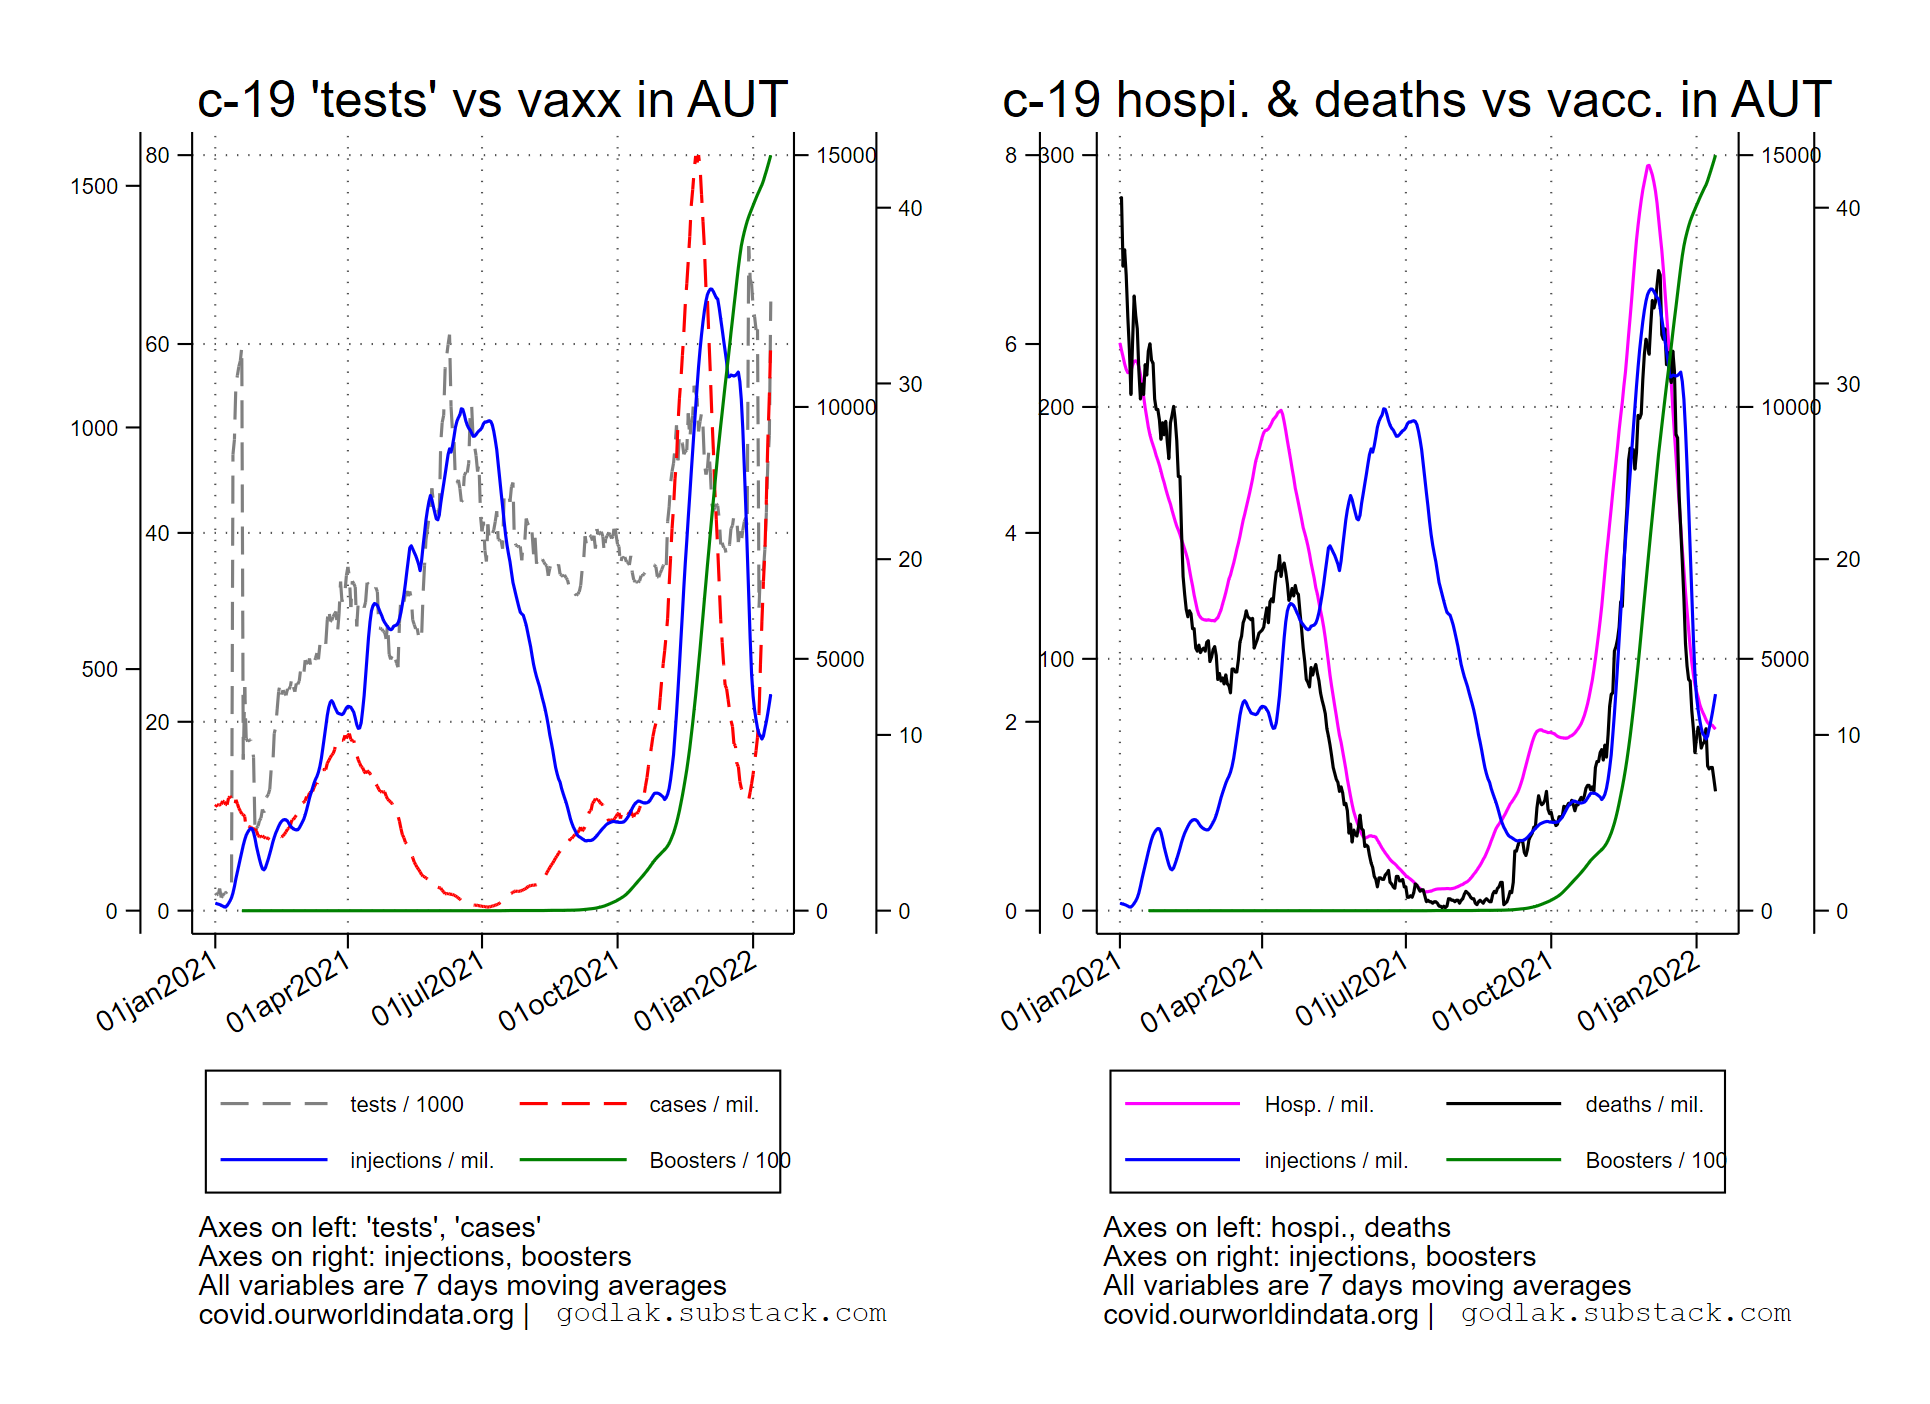 c-19 'tests' vs vaxx in AUT
1500
1000
500
0
80
60
40
20
0
15000
10000
5000
0
40
30
20
10
0
01jan2021
01apr2021
01jul2021
01oct2021
01jan2022
tests / 1000
cases / mil.
injections / mil.
Boosters / 100
Axes on left: 'tests', 'cases'
Axes on right: injections, boosters
All variables are 7 days moving averages
covid.ourworldindata.org | godlak.substack.com
c-19 hospi. & deaths vs vacc. in AUT
8
6
4
2
0
300
200
100
0
15000
10000
5000
0
40
30
20
10
0
01jan2021
01apr2021
01jul2021
01oct2021
01jan2022
Hosp. / mil.
deaths / mil.
injections / mil.
Boosters / 100
Axes on left: hospi., deaths
Axes on right: injections, boosters
All variables are 7 days moving averages
covid.ourworldindata.org | godlak.substack.com